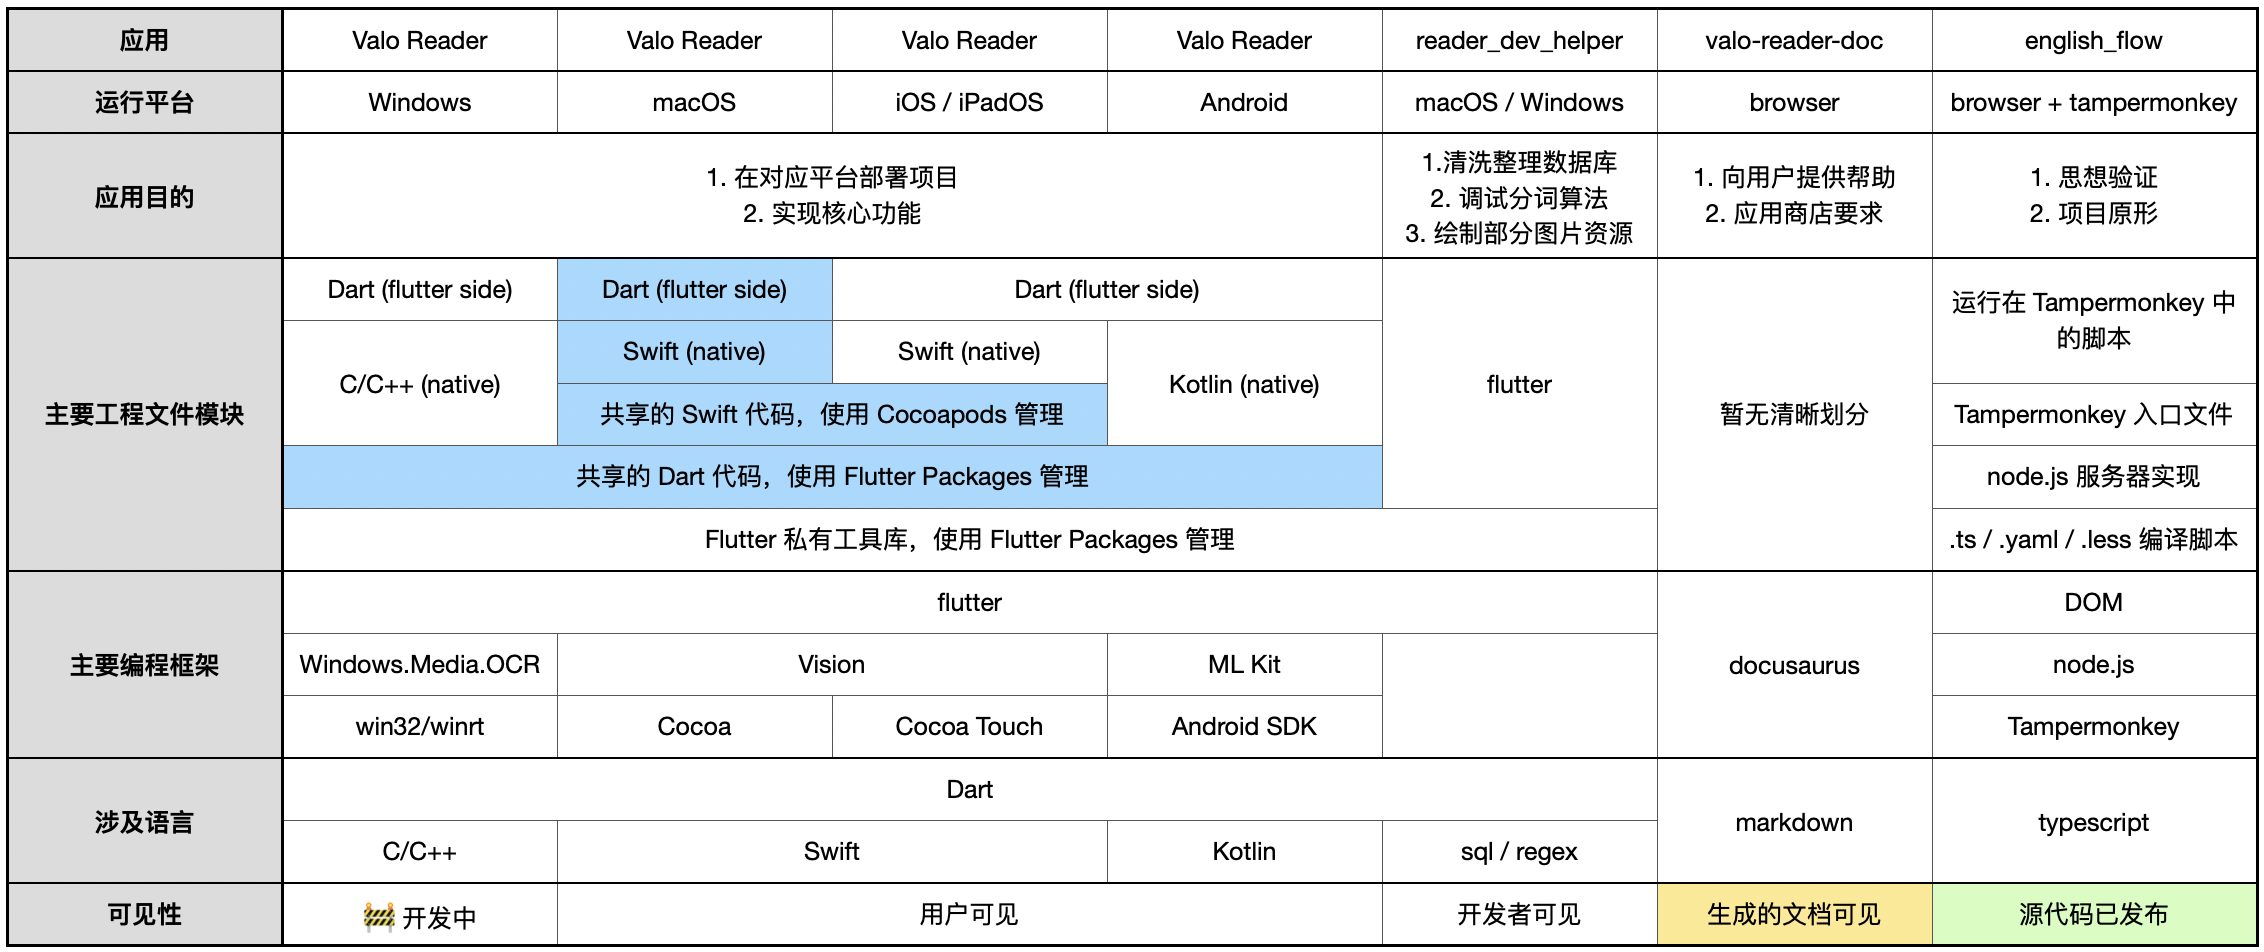 应用
Valo Reader
Valo Reader
Valo Reader
Valo Reader
reader_dev_helper
valo-reader-doc
english_flow
运行平台
Windows
macOS
iOS / iPadOS
Android
macOS / Windows
browser
browser + tampermonkey
应用目的
1. 在对应平台部署项目
2. 实现核心功能
1.清洗整理数据库
2. 调试分词算法
3. 绘制部分图片资源
1. 向用户提供帮助
2. 应用商店要求
1. 思想验证
2. 项目原形
主要工程文件模块
Dart (flutter side)
Dart (flutter side)
Dart (flutter side)
C/C++ (native)
Swift (native)
Swift (native)
Kotlin (native)
共享的 Swift 代码，使用 Cocoapods 管理
共享的 Dart 代码，使用 Flutter Packages 管理
flutter
Flutter 私有工具库，使用 Flutter Packages 管理
暂无清晰划分
运行在 Tampermonkey 中
的脚本
Tampermonkey 入口文件
node.js 服务器实现
.ts / .yaml / .less 编译脚本
主要编程框架
flutter
Windows.Media.OCR
Vision
ML Kit
win32/winrt
Cocoa
Cocoa Touch
Android SDK
docusaurus
DOM
node.js
Tampermonkey
涉及语言
Dart
C/C++
Swift
Kotlin
sql / regex
markdown
typescript
可见性
🚧 开发中
用户可见
开发者可见
生成的文档可见
源代码已发布